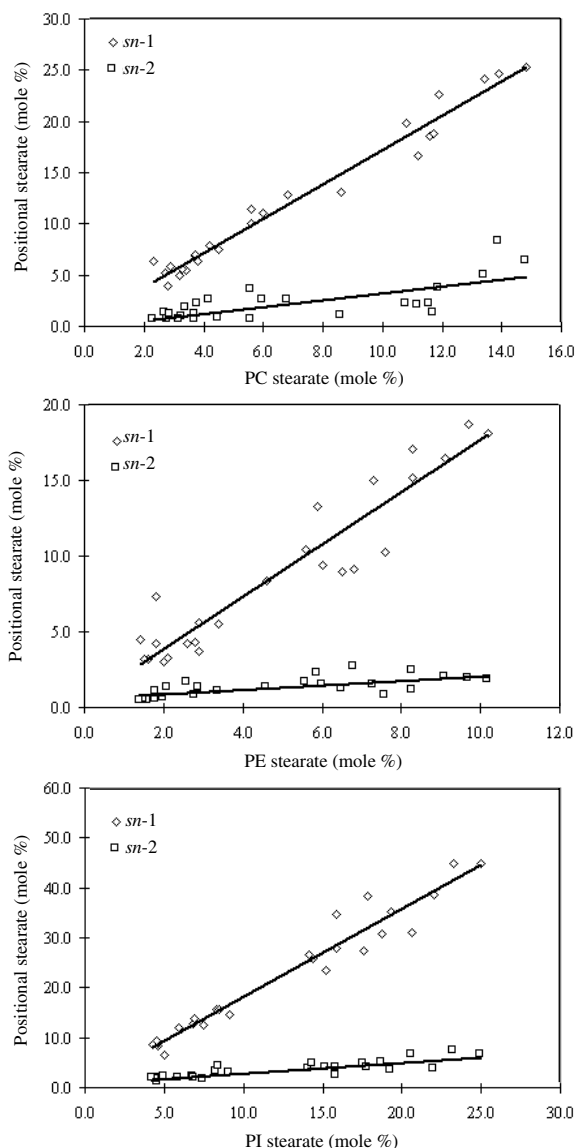 30.0
sn-1
sn-2
25.0
20.0
15.0
10.0
5.0
0.0
Positional stearate (mole %)
2.0 4.0 6.0 8.0 10.0 12.0 14.0 16.0
PC stearate (mole %)
20.0
sn-1
sn-2
15.0
10.0
5.0
0.0
Positional stearate (mole %)
0.0 2.0 4.0 6.0 8.0 10.0 12.0
PE stearate (mole %)
60.0
sn-1
50.0
sn-2
40.0
30.0
20.0
10.0
0.0
Positional stearate (mole %)
0.0 5.0 10.0 15.0 20.0 25.0 30.0
PI stearate (mole %)